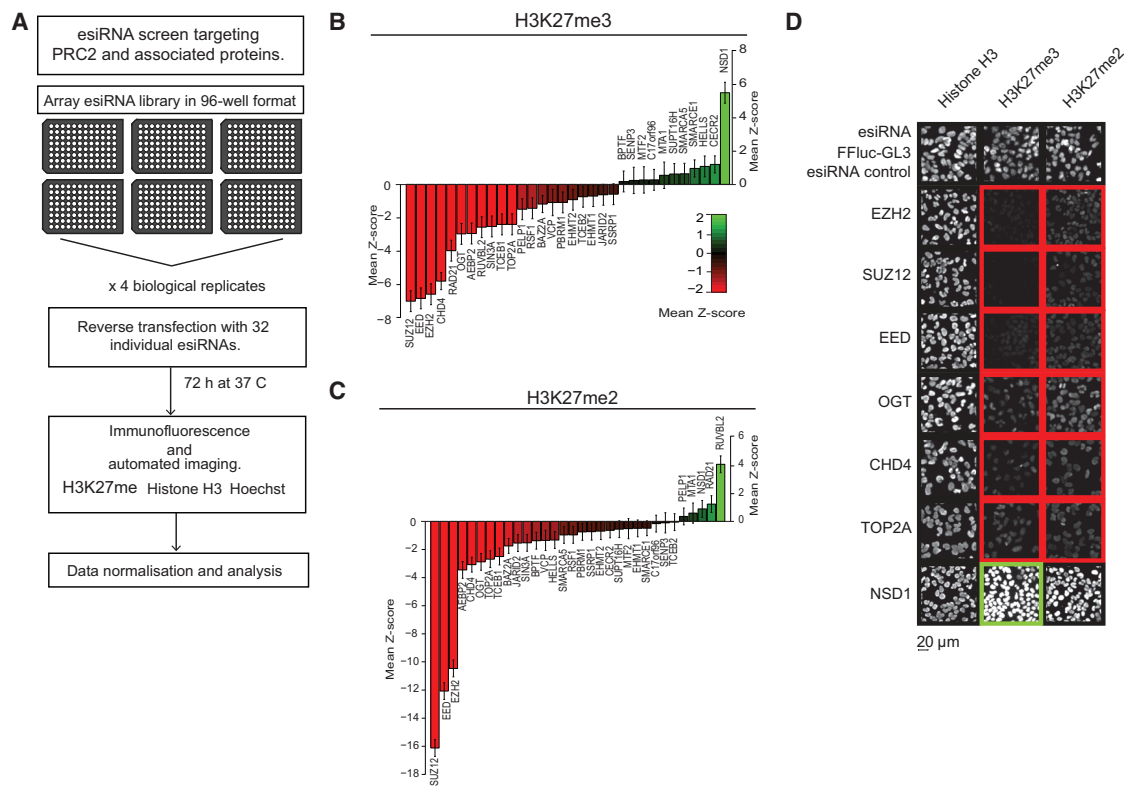 A
esiRNA screen targeting
PRC2 and associated proteins.
Array esiRNA library in 96-well format
x 4 biological replicates
Reverse transfection with 32
individual esiRNAs.
72 h at 37 C
Immunofluorescence
and
automated imaging.
H3K27me Histone H3 Hoechst
Data normalisation and analysis
B
H3K27me3
Mean Z-score
0
−2
−4
−6
−8
SUZ12
EED
EZH2
CHD4
RAD21
OGT
AEBP2
RUVBL2
SIN3A
TCEB1
TOP2A
PELP1
RSF1
BAZ2A
VCP
PBRM1
EHMT2
TCEB2
EHMT1
JARID2
SSRP1
BPTF
SENP3
MTF2
C17orf96
MTA1
SUPT16H
SMARCA5
SMARCE1
HELLS
CECR2
NSD1
8
6
4
2
0
Mean Z-score
2
1
0
−1
−2
Mean Z-score
C
H3K27me2
Mean Z-score
0
−2
−4
−6
−8
−10
−12
−14
−16
−18
SUZ12
EED
EZH2
AEBP2
CHD4
OGT
TOP2A
TCEB1
BAZ2A
JARID2
SIN3A
BPTF
VCP
HELLS
SMARCA5
RSF1
PBRM1
SSRP1
EHMT2
CECR2
SUPT16H
MTF2
EHMT1
SMARCE1
C17orf96
SENP3
TCEB2
PELP1
MTA1
NSD1
RAD21
RUVBL2
6
4
2
0
Mean Z-score
D
Histone H3
H3K27me3
H3K27me2
esiRNA
FFluc-GL3
esiRNA control
EZH2
SUZ12
EED
OGT
CHD4
TOP2A
NSD1
20 µm